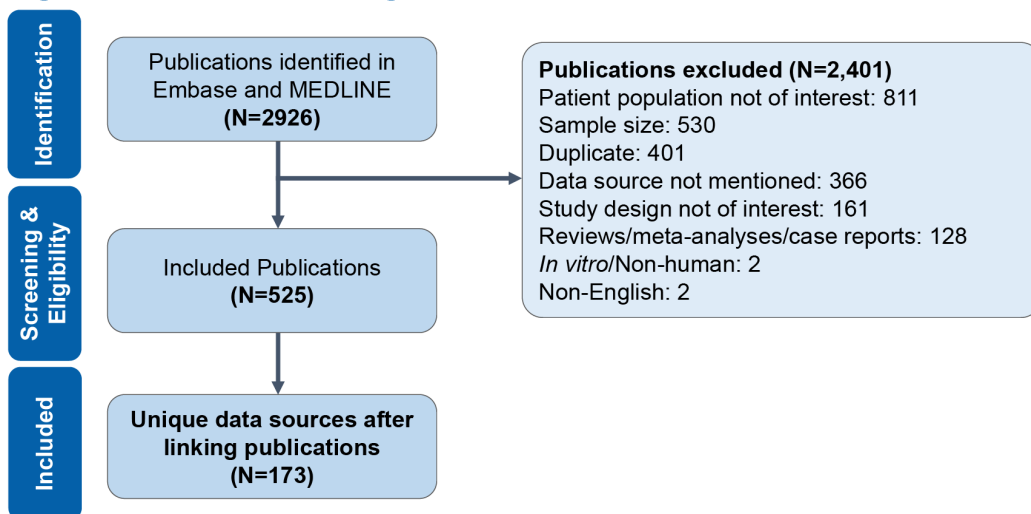 Identification
Publications identified in
Embase and MEDLINE
(N=2926)
Publications excluded (N=2,401)
Patient population not of interest: 811
Sample size: 530
Duplicate: 401
Data source not mentioned: 366
Study design not of interest: 161
Reviews/meta-analyses/case reports: 128
In vitro/Non-human: 2
Non-English: 2
Screening &
Eligibility
Included Publications
(N=525)
Included
Unique data sources after
linking publications
(N=173)